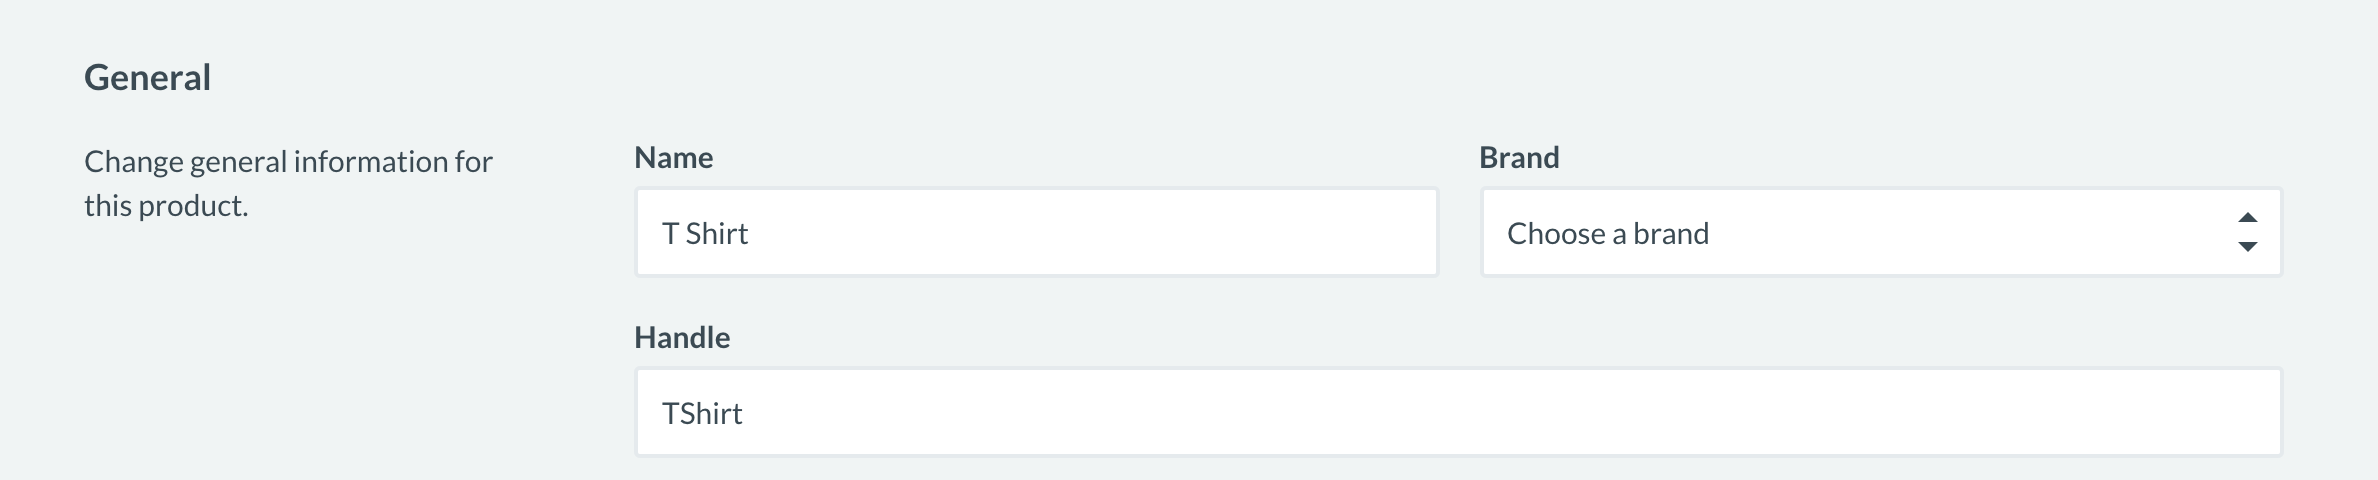 General
Change general information for
this product.
Name
T Shirt
Brand
Choose a brand
Handle
TShirt